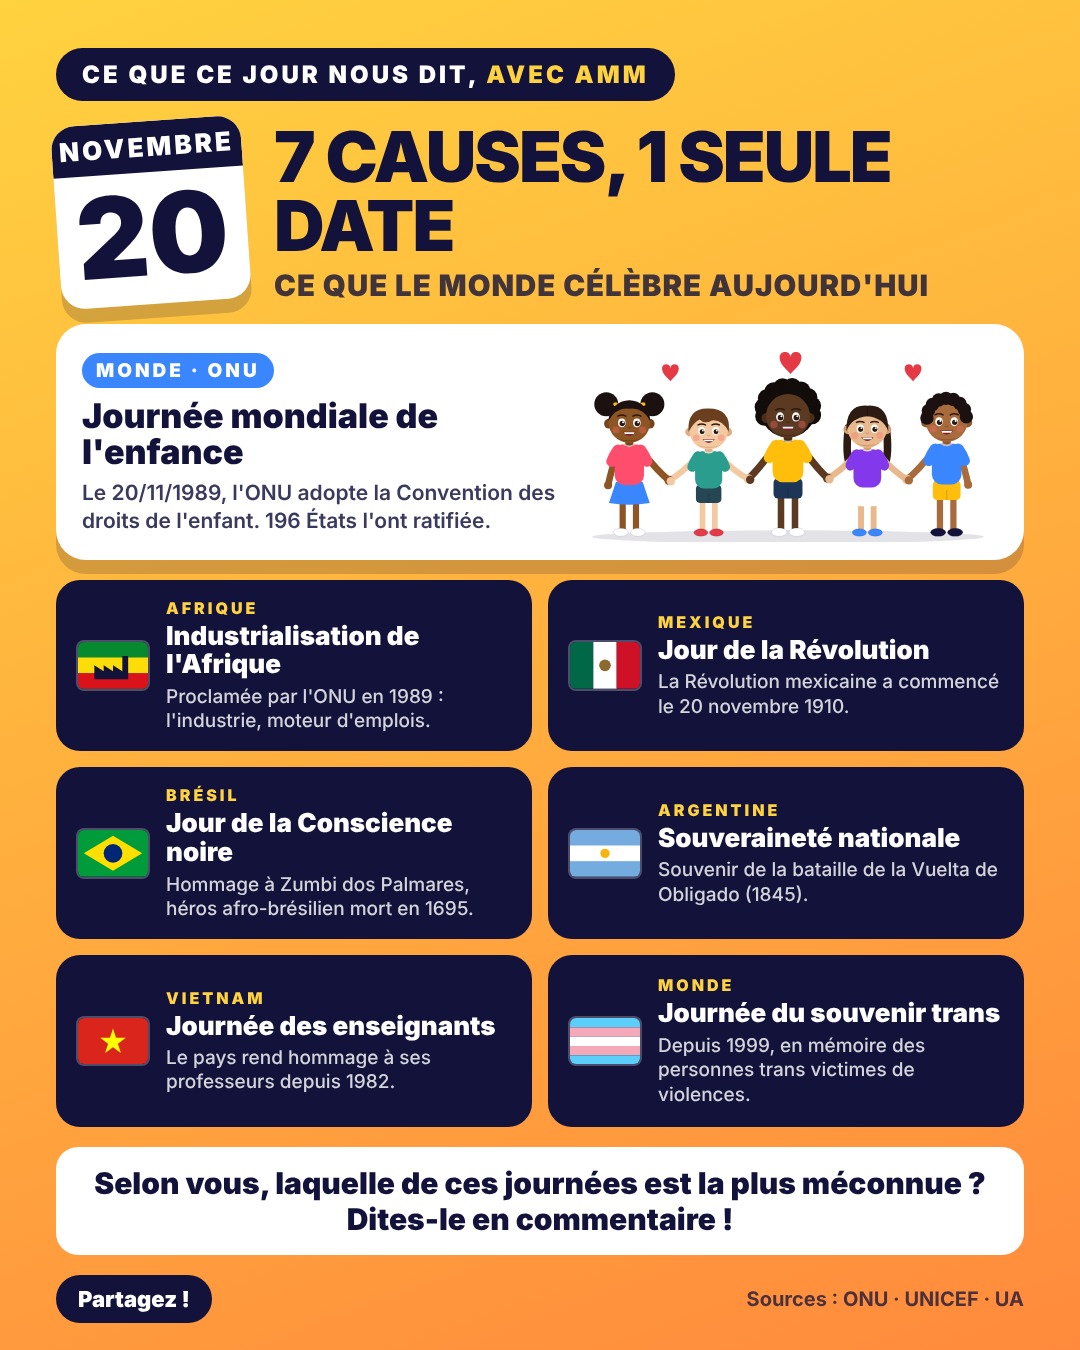 CE QUE CE JOUR NOUS DIT, AVEC AMM
NOVEMBRE
20
7 CAUSES, 1 SEULE
DATE
CE QUE LE MONDE CÉLÈBRE AUJOURD'HUI
MONDE · ONU
Journée mondiale de
l'enfance
Le 20/11/1989, l'ONU adopte la Convention des
droits de l'enfant. 196 États l'ont ratifiée.
AFRIQUE
Industrialisation de
l'Afrique
Proclamée par l'ONU en 1989 :
l'industrie, moteur d'emplois.
MEXIQUE
Jour de la Révolution
La Révolution mexicaine a commencé
le 20 novembre 1910.
BRÉSIL
Jour de la Conscience
noire
Hommage à Zumbi dos Palmares,
héros afro-brésilien mort en 1695.
ARGENTINE
Souveraineté nationale
Souvenir de la bataille de la Vuelta de
Obligado (1845).
VIETNAM
Journée des enseignants
Le pays rend hommage à ses
professeurs depuis 1982.
MONDE
Journée du souvenir trans
Depuis 1999, en mémoire des
personnes trans victimes de
violences.
Selon vous, laquelle de ces journées est la plus méconnue ?
Dites-le en commentaire !
Partagez !
Sources : ONU · UNICEF · UA